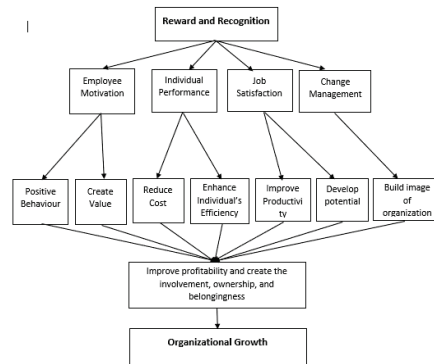 Reward and Recognition
Employee
Motivation
Individual
Performance
Job
Satisfaction
Change
Management
Positive
Behaviour
Create
Value
Reduce
Cost
Enhance
Individual's
Efficiency
Improve
Productivi
ty
Develop
potential
Build image
of
organization
Improve profitability and create the
involvement, ownership, and
belongingness
Organizational Growth